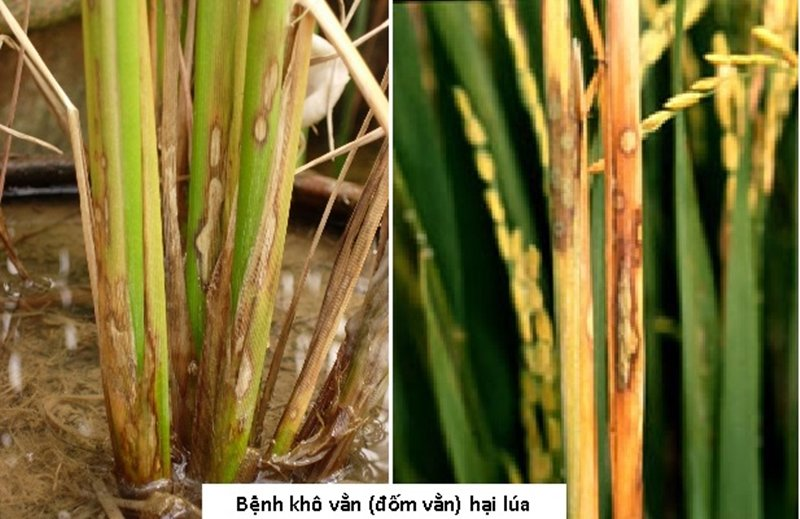 Bệnh khô vằn (đốm vằn) hại lúa